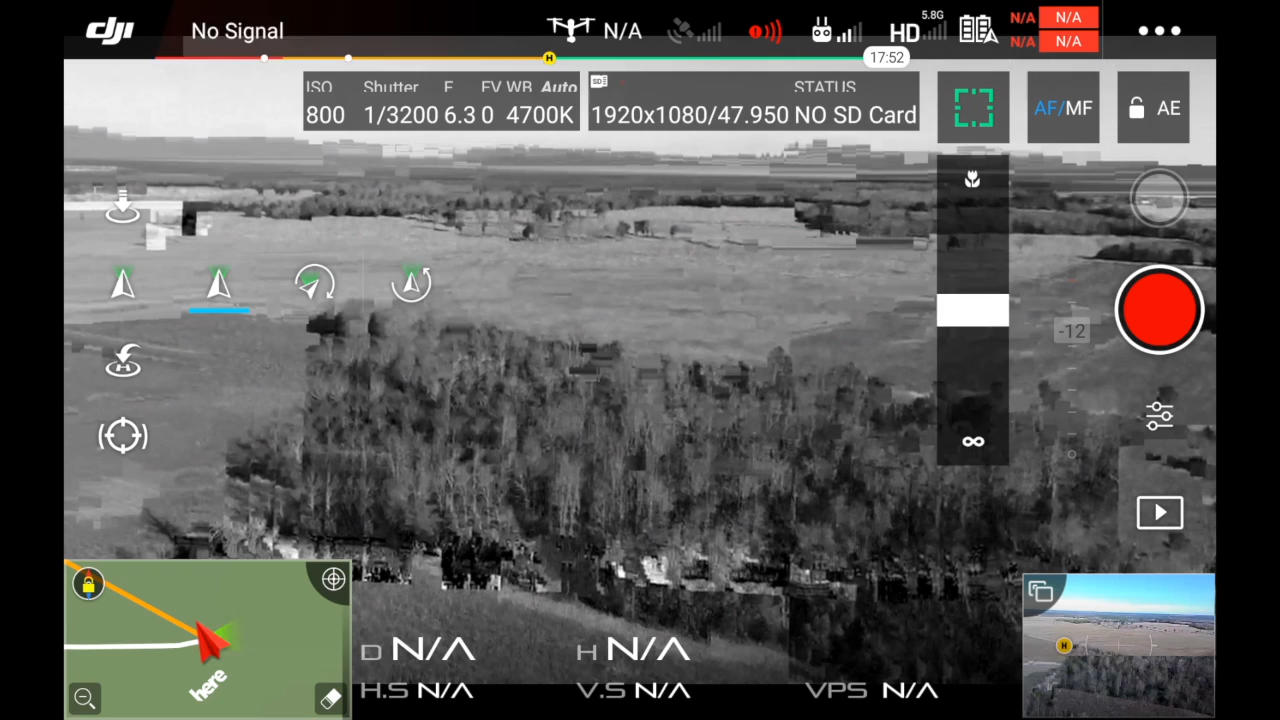 dji No Signal N/A 5.8G HD N/A N/A
N/A N/A
H 17:52
ISO Shutter F EV WB Auto SD STATUS
800 1/3200 6.3 0 4700K 1920x1080/47.950 NO SD Card AF/MF AE
-12
D N/A H N/A
H.S N/A V.S N/A VPS N/A
here
H